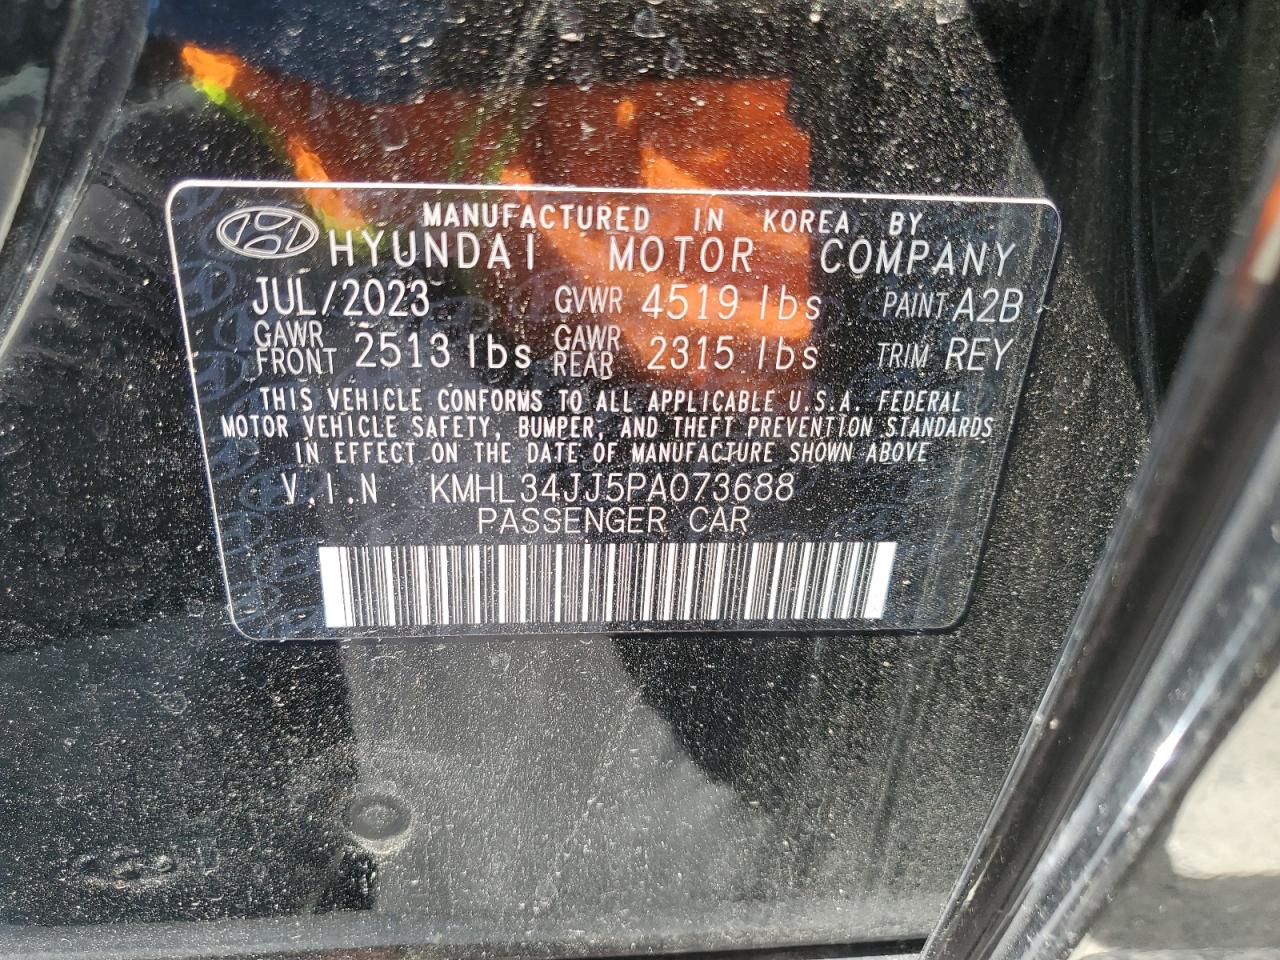 MANUFACTURED IN KOREA BY
HYUNDAI MOTOR COMPANY
JUL/2023 GVWR 4519 lbs PAINT A2B
GAWR FRONT 2513 lbs GAWR REAR 2315 lbs TRIM REY
THIS VEHICLE CONFORMS TO ALL APPLICABLE U.S.A. FEDERAL
MOTOR VEHICLE SAFETY, BUMPER, AND THEFT PREVENTION STANDARDS
IN EFFECT ON THE DATE OF MANUFACTURE SHOWN ABOVE
V.I.N KMHL34JJ5PA073688
PASSENGER CAR